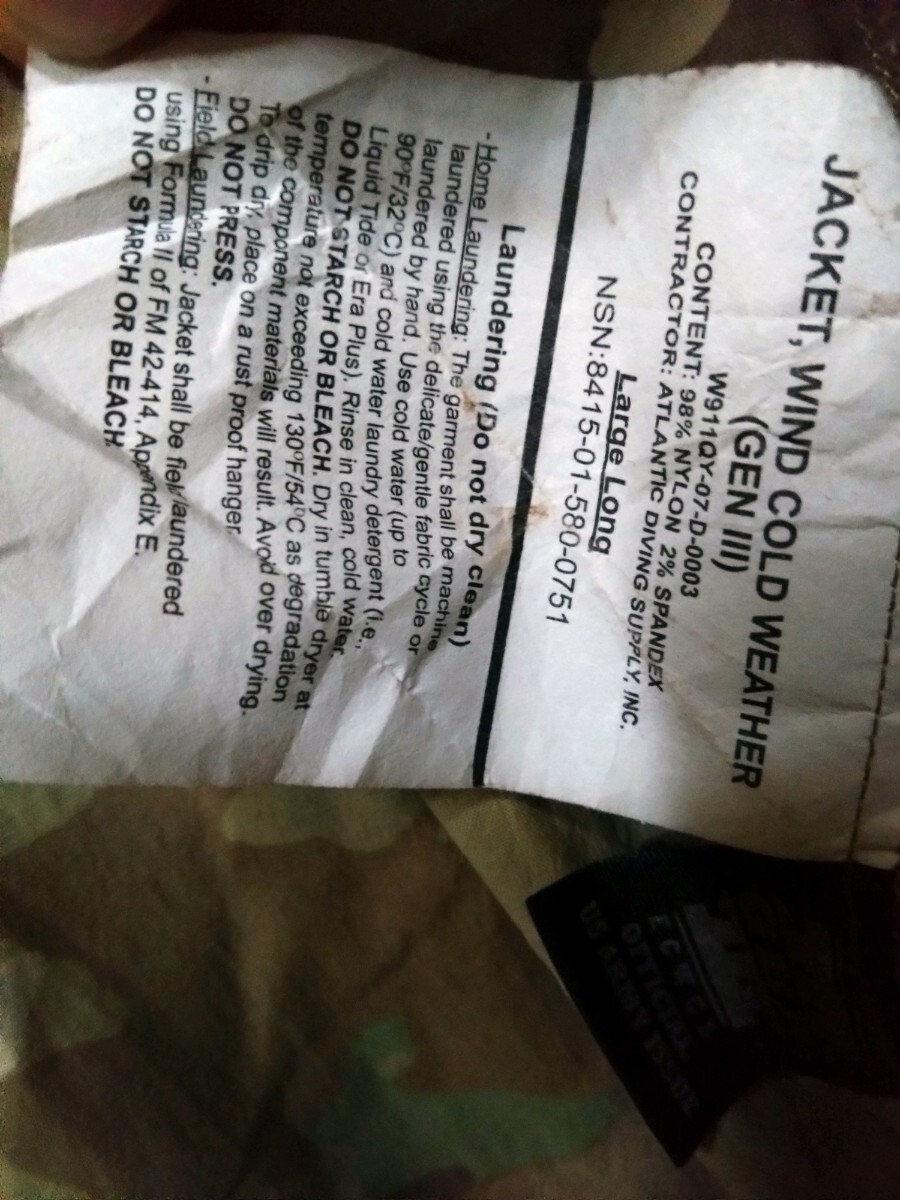 JACKET, WIND COLD WEATHER
(GEN III)
W911QY-07-D-0003
CONTENT: 98% NYLON 2% SPANDEX
CONTRACTOR: ATLANTIC DIVING SUPPLY, INC.
Large Long
NSN:8415-01-580-0751
Laundering (Do not dry clean)
- Home Laundering: The garment shall be machine
laundered using the delicate/gentle fabric cycle or
laundered by hand. Use cold water (up to
90°F/32°C) and cold water laundry detergent (i.e.,
Liquid Tide or Era Plus). Rinse in clean, cold water.
DO NOT STARCH OR BLEACH. Dry in tumble dryer at
temperature not exceeding 130°F/54°C as degradation
of the component materials will result. Avoid over drying.
To drip dry, place on a rust proof hanger.
DO NOT PRESS.
- Field Laundering: Jacket shall be field laundered
using Formula II of FM 42-414, Appendix E.
DO NOT STARCH OR BLEACH.
ECWCS
OFFICIAL
US ARMY ISSUE